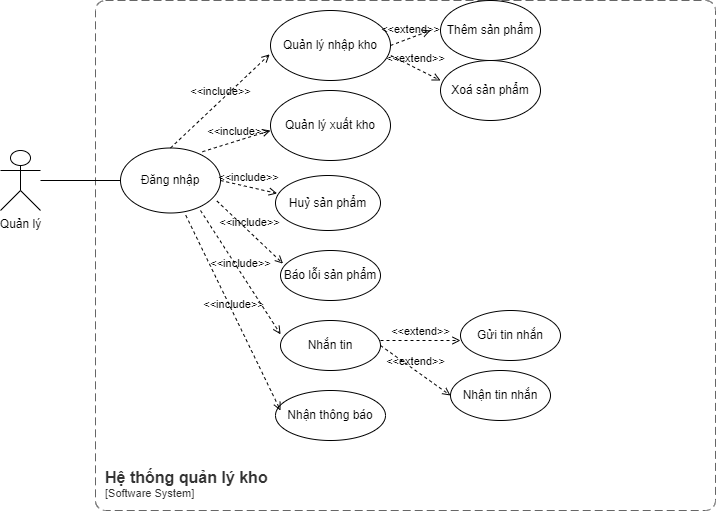 Quản lý nhập kho
<<extend>>
Thêm sản phẩm
<<extend>>
Xoá sản phẩm
<<include>>
Quản lý xuất kho
<<include>>
Đăng nhập
<<include>>
Huỷ sản phẩm
Quản lý
<<include>>
<<include>>
Báo lỗi sản phẩm
<<include>>
Nhắn tin
<<extend>>
Gửi tin nhắn
<<extend>>
Nhận tin nhắn
Nhận thông báo
Hệ thống quản lý kho
[Software System]